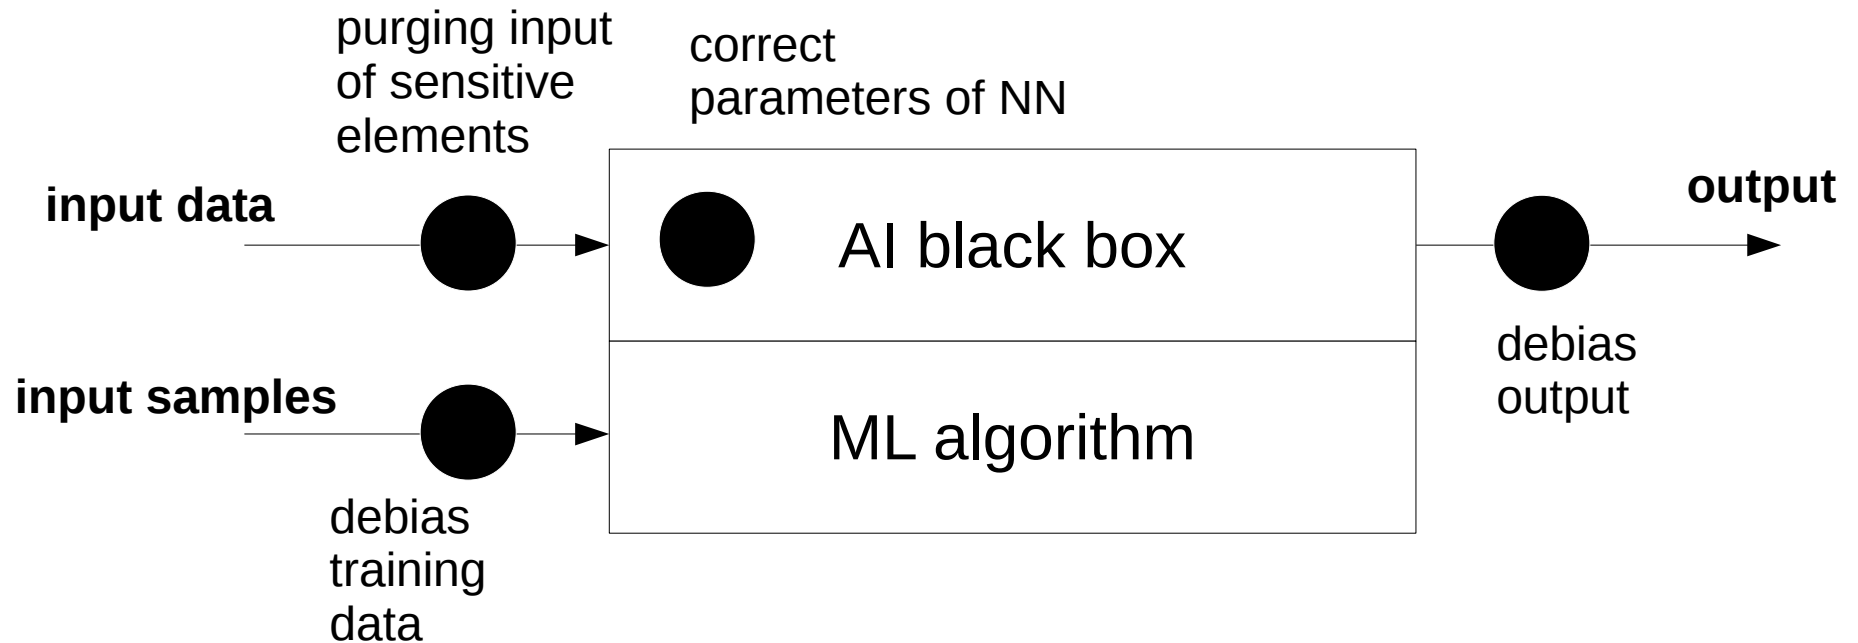 purging input
of sensitive
elements
correct
parameters of NN
input data
AI black box
output
input samples
ML algorithm
debias
output
debias
training
data